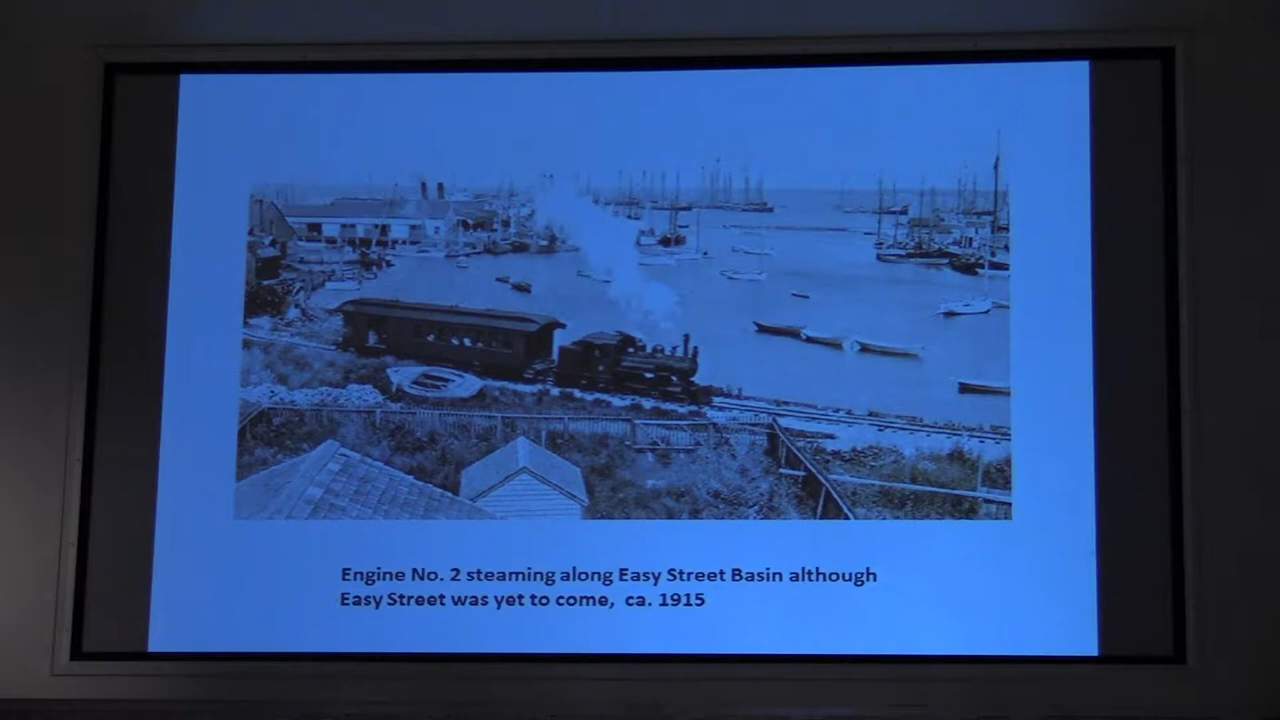 Engine No. 2 steaming along Easy Street Basin although
Easy Street was yet to come, ca. 1915